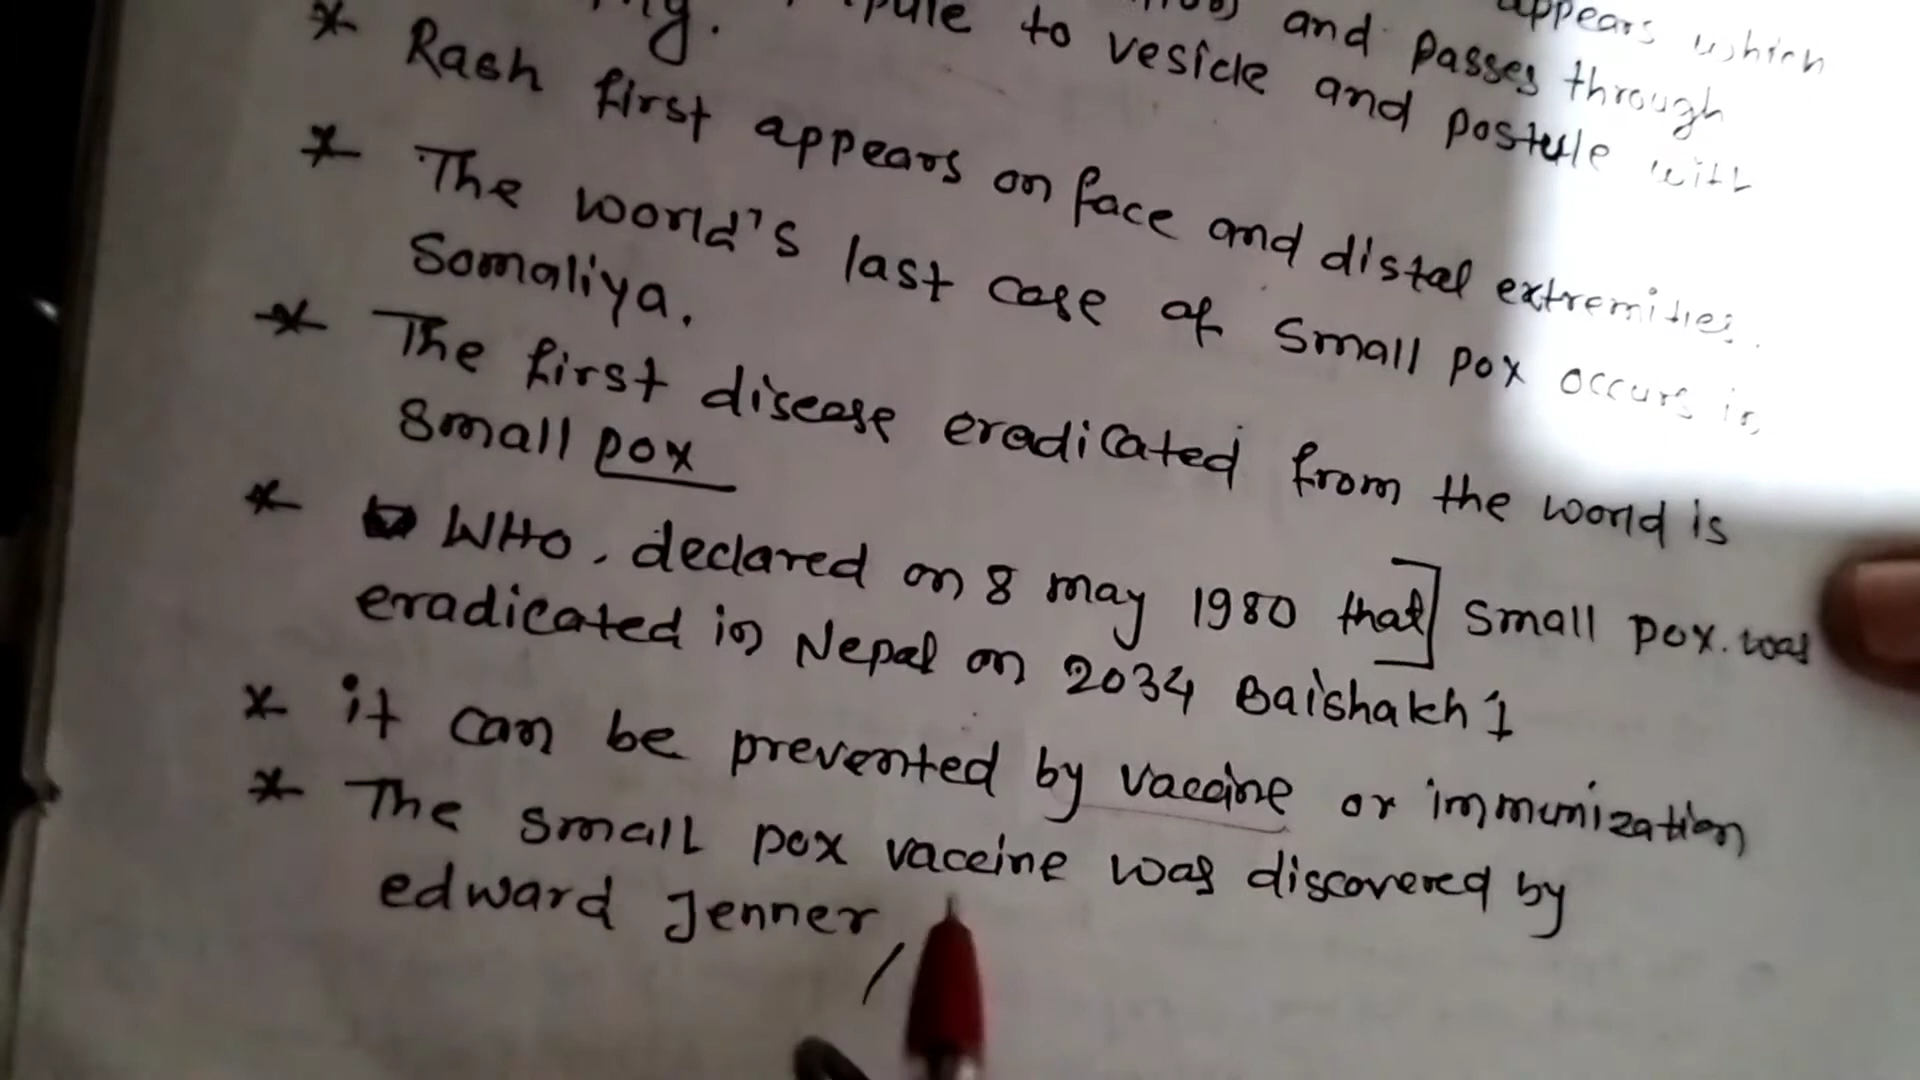 appears which
and passes through
to vesicle and postule with
* Rash first appears on face and distal extremities.
* The world's last case of small pox occurs in
Somaliya.
* The first disease eradicated from the world is
small pox
* WHO, declared on 8 may 1980 that] small pox. was
eradicated in Nepal on 2034 Baishakh 1
* it can be prevented by vaccine or immunization
* The small pox vaccine was discovered by
edward Jenner